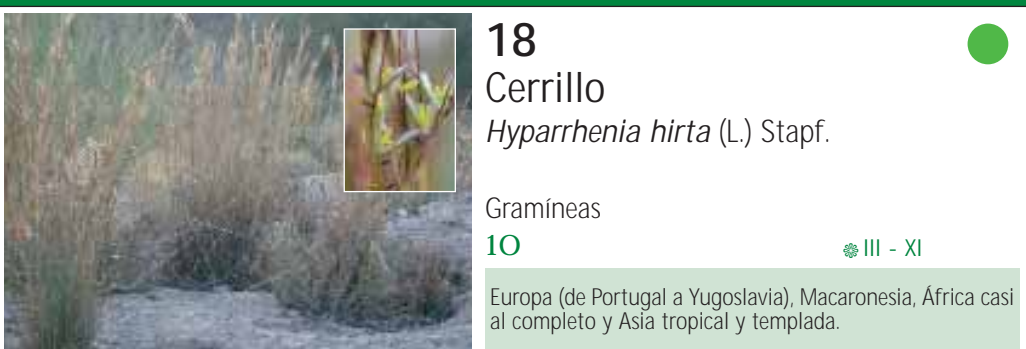 18
Cerrillo
Hyparrhenia hirta (L.) Stapf.
Gramíneas
10
III - XI
Europa (de Portugal a Yugoslavia), Macaronesia, África casi
al completo y Asia tropical y templada.